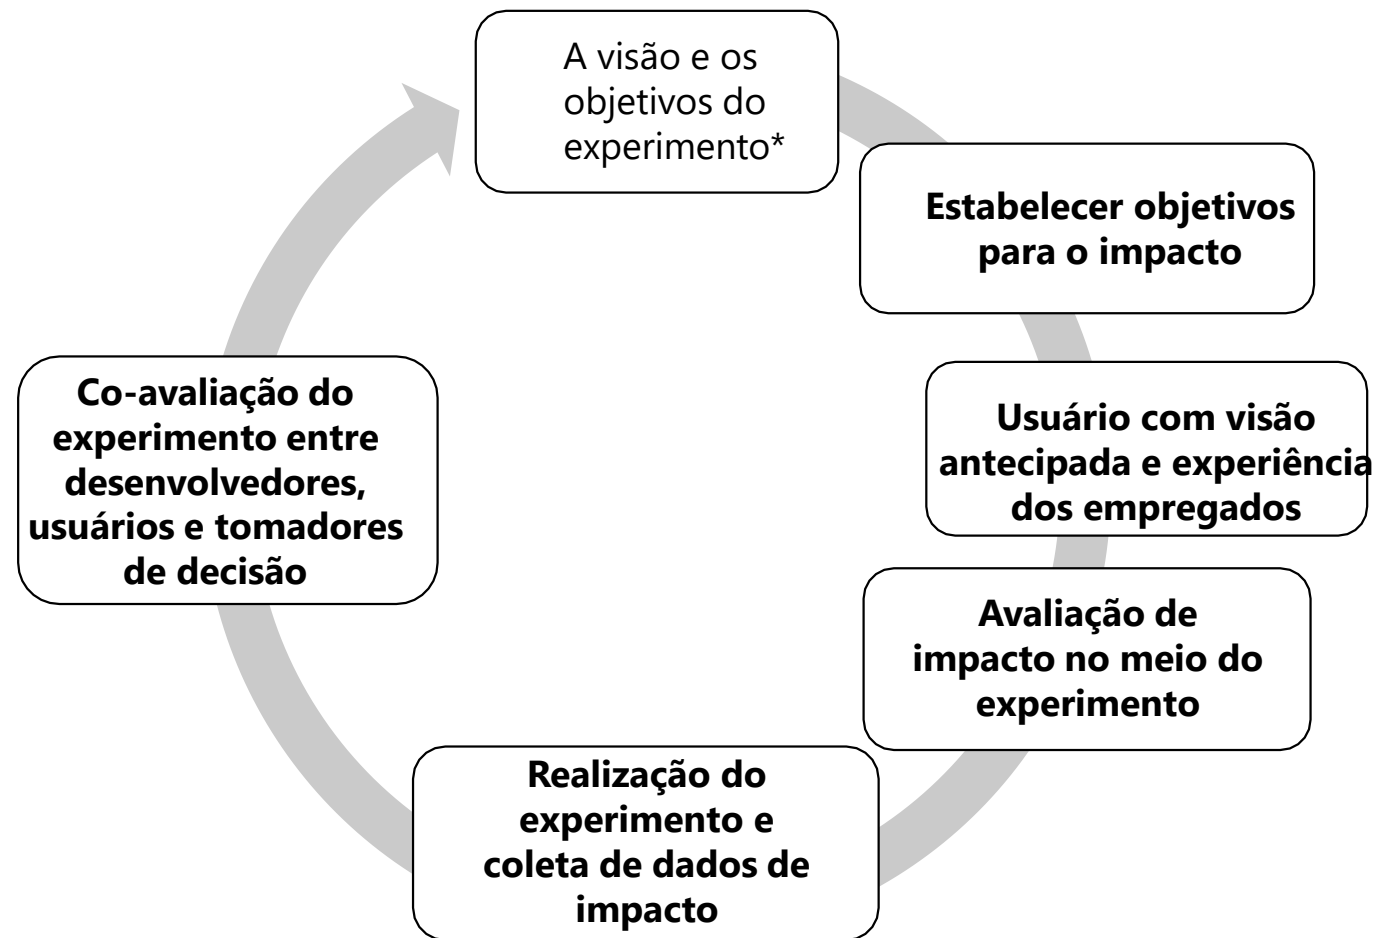 A visão e os
objetivos do
experimento*
Estabelecer objetivos
para o impacto
Usuário com visão
antecipada e experiência
dos empregados
Avaliação de
impacto no meio do
experimento
Realização do
experimento e
coleta de dados de
impacto
Co-avaliação do
experimento entre
desenvolvedores,
usuários e tomadores
de decisão